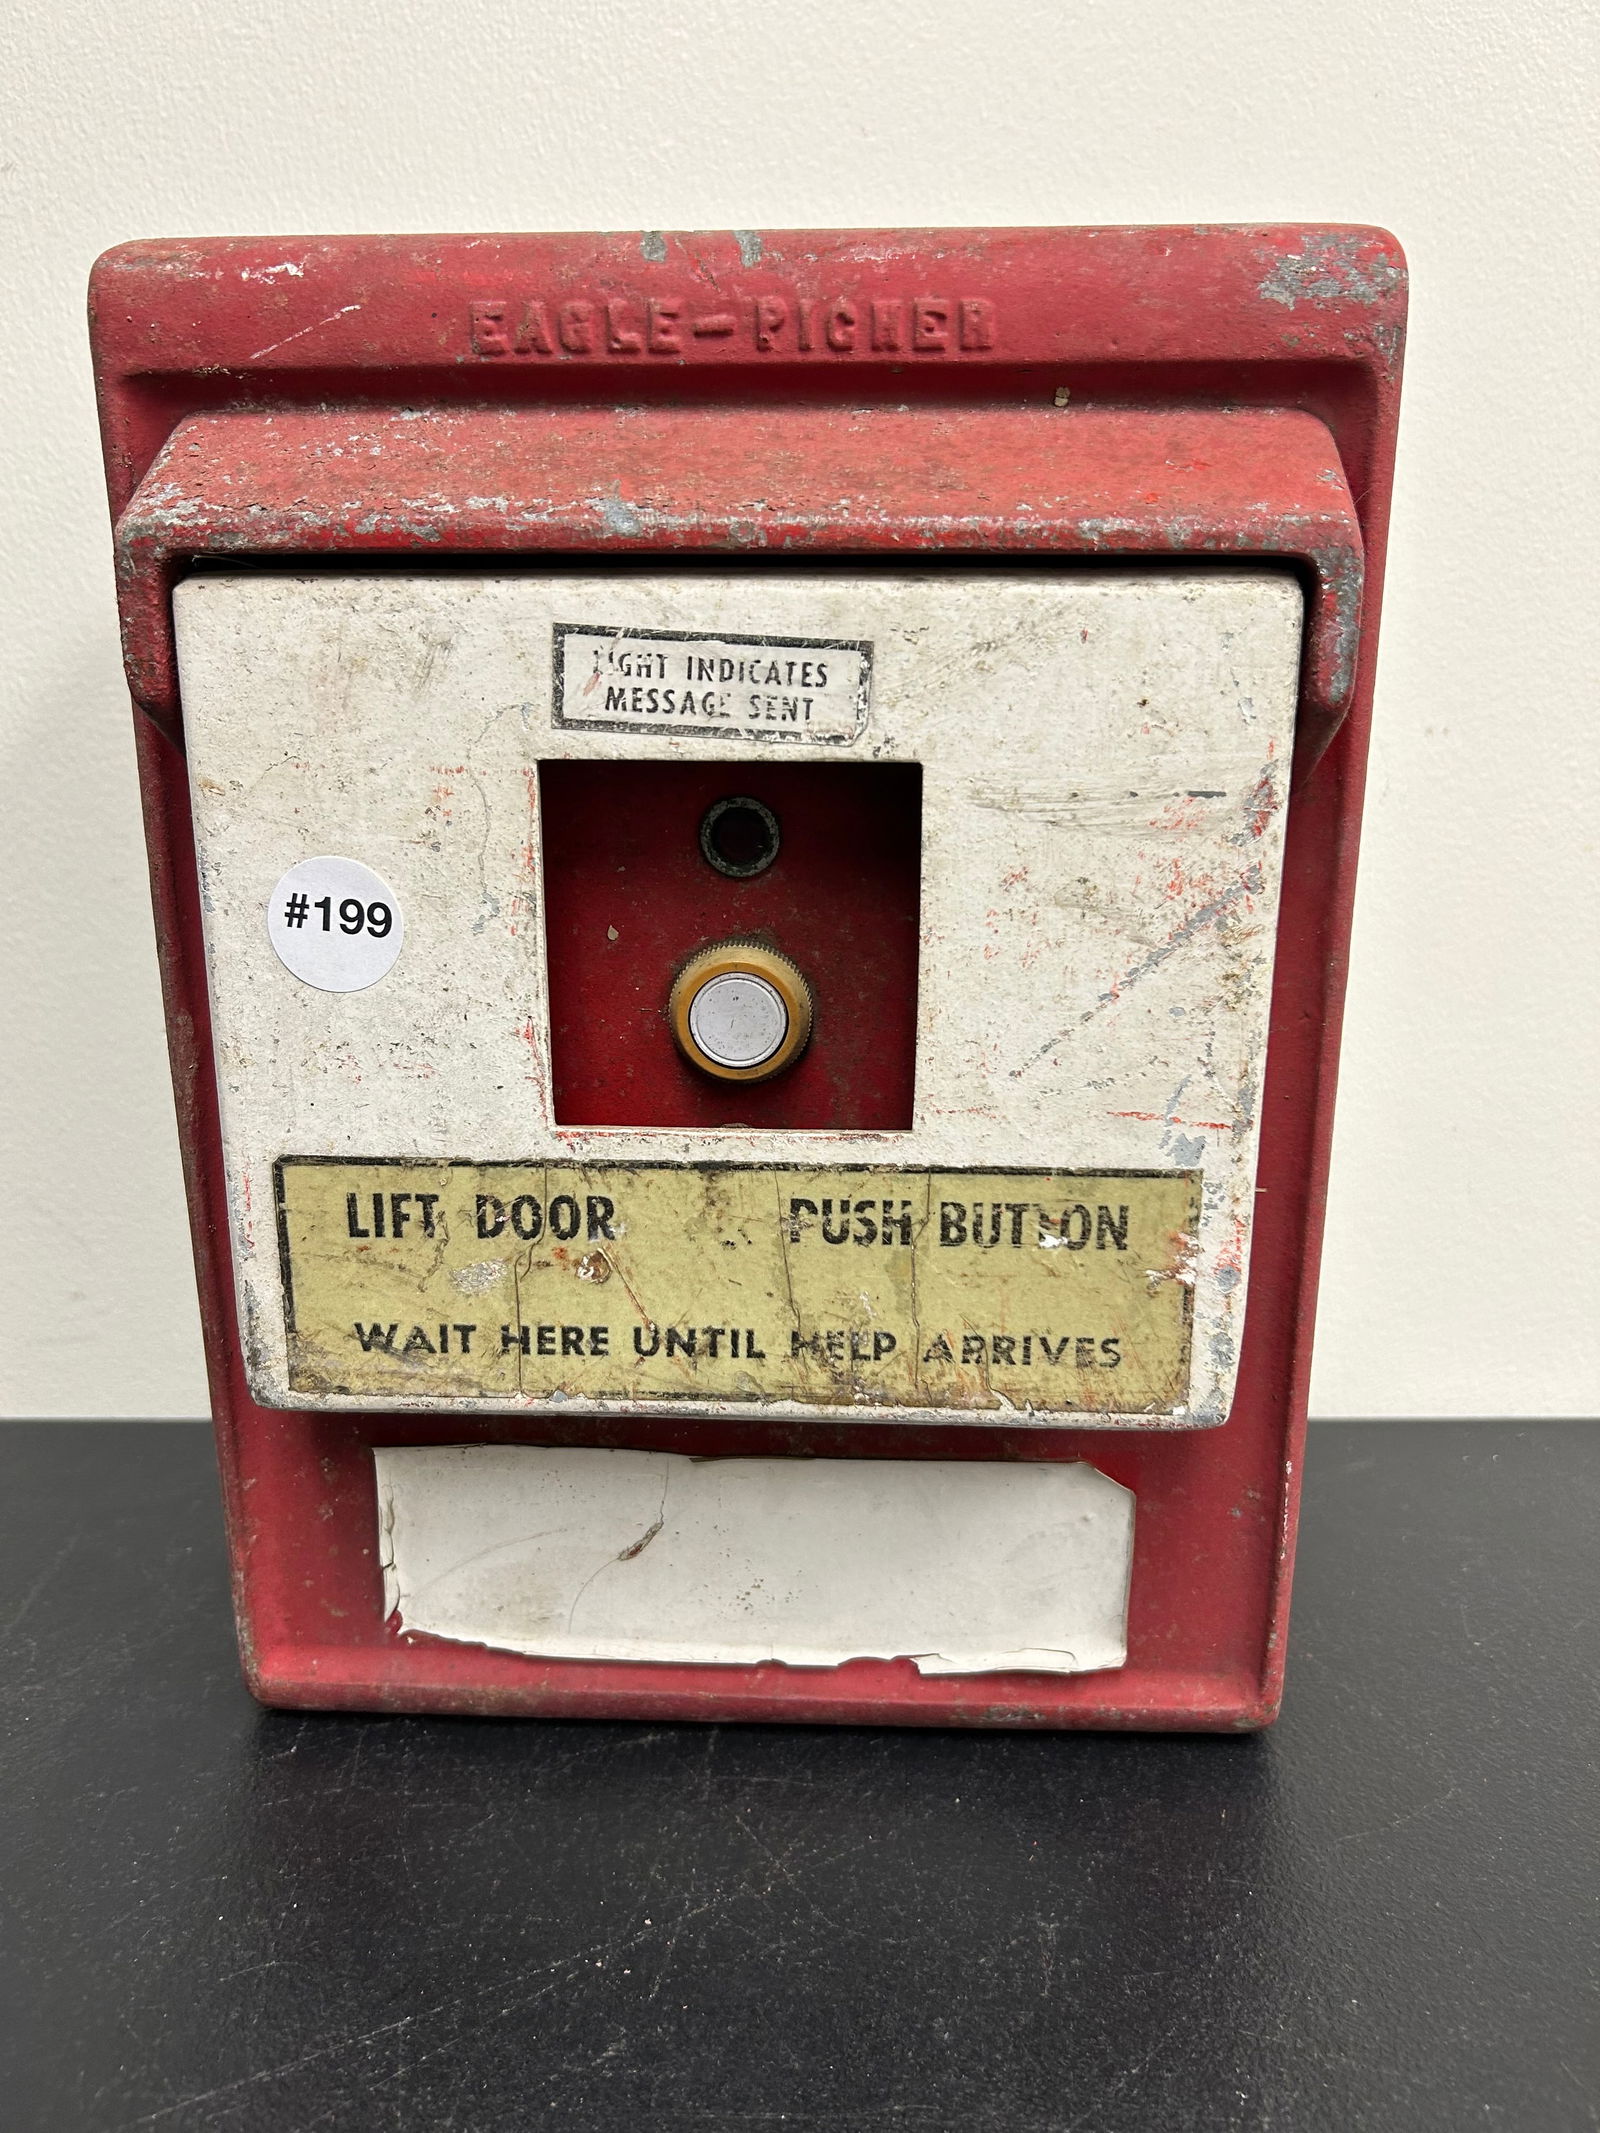 EAGLE-PICHER
LIGHT INDICATES
MESSAGE SENT
#199
LIFT DOOR PUSH BUTTON
WAIT HERE UNTIL HELP ARRIVES